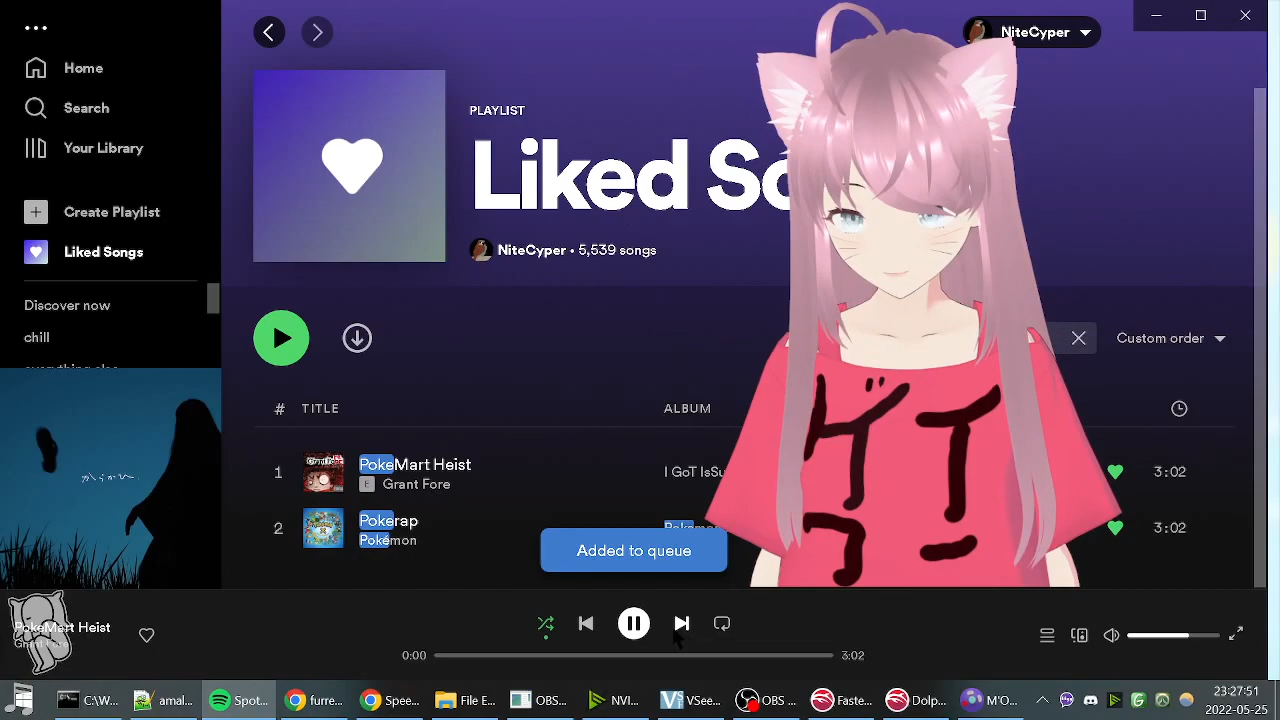 Home
Search
Your Library
Create Playlist
Liked Songs
Discover now
chill
NiteCyper
PLAYLIST
Liked So
NiteCyper • 5,539 songs
Custom order
# TITLE ALBUM
1 PokeMart Heist I GoT IsSu 3:02
E Grant Fore
2 Pokerap 3:02
Pokémon
Added to queue
PokeMart Heist
Grant Fore
0:00 3:02
C:\W...
amal...
Spot...
furre...
Spee...
File E...
OBS...
NVI...
VSee...
OBS ...
Faste...
Dolp...
M'O...
23:27:51
2022-05-25